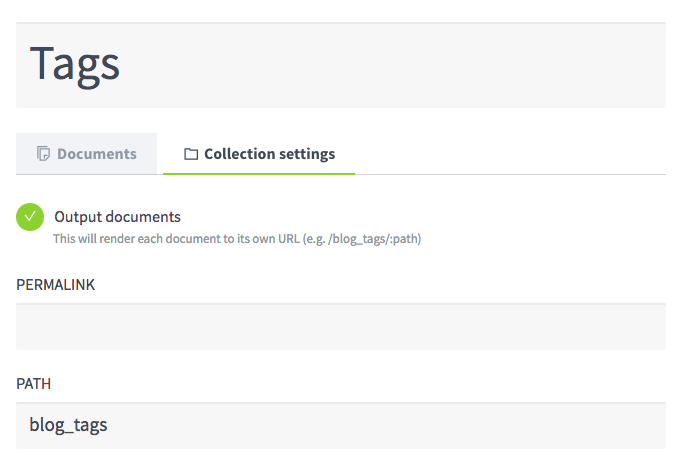 Tags
Documents
Collection settings
Output documents
This will render each document to its own URL (e.g. /blog_tags/:path)
PERMALINK
PATH
blog_tags